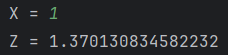 X = 1
Z = 1.370130834582232